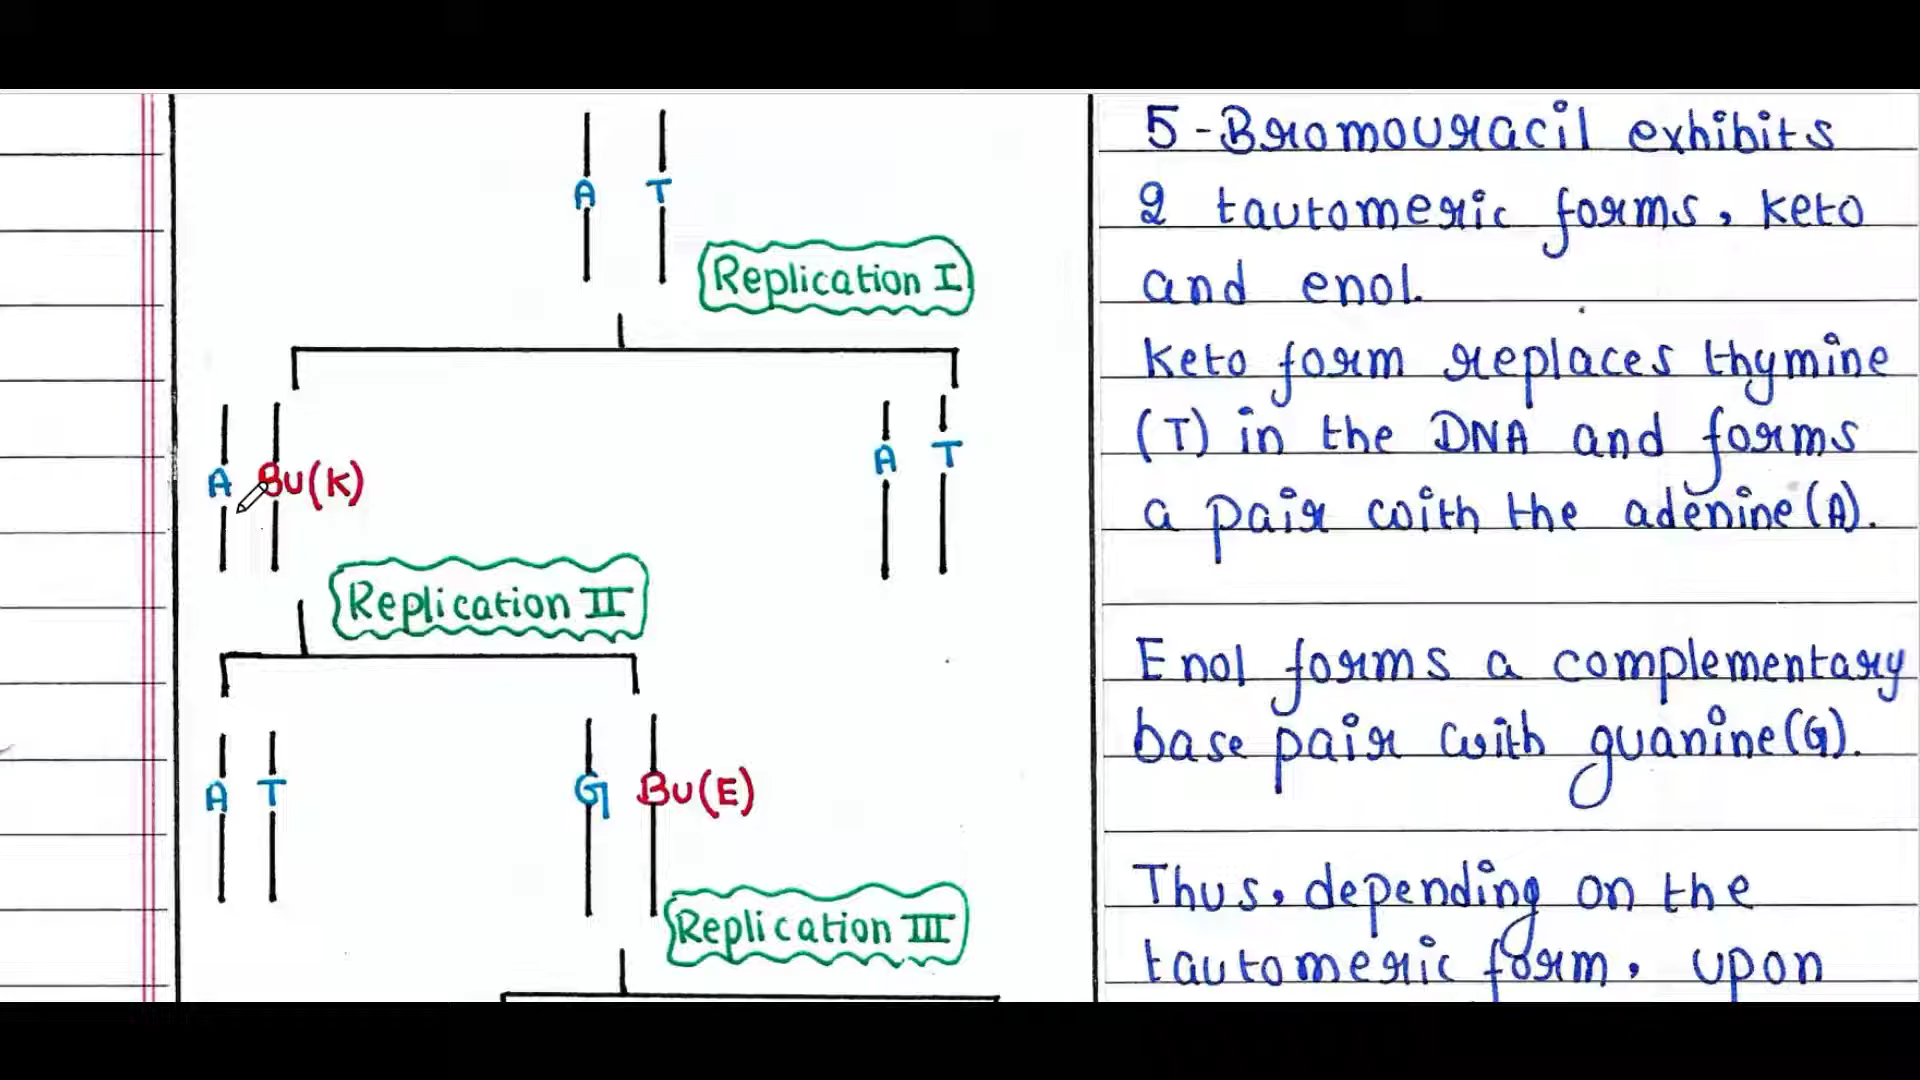 A T
Replication I
A Bu(K)
A T
Replication II
A T
G Bu(E)
Replication III
5-Bromouracil exhibits
2 tautomeric forms, keto
and enol.
Keto form replaces thymine
(T) in the DNA and forms
a pair with the adenine(A).
Enol forms a complementary
base pair with guanine(G).
Thus, depending on the
tautomeric form, upon